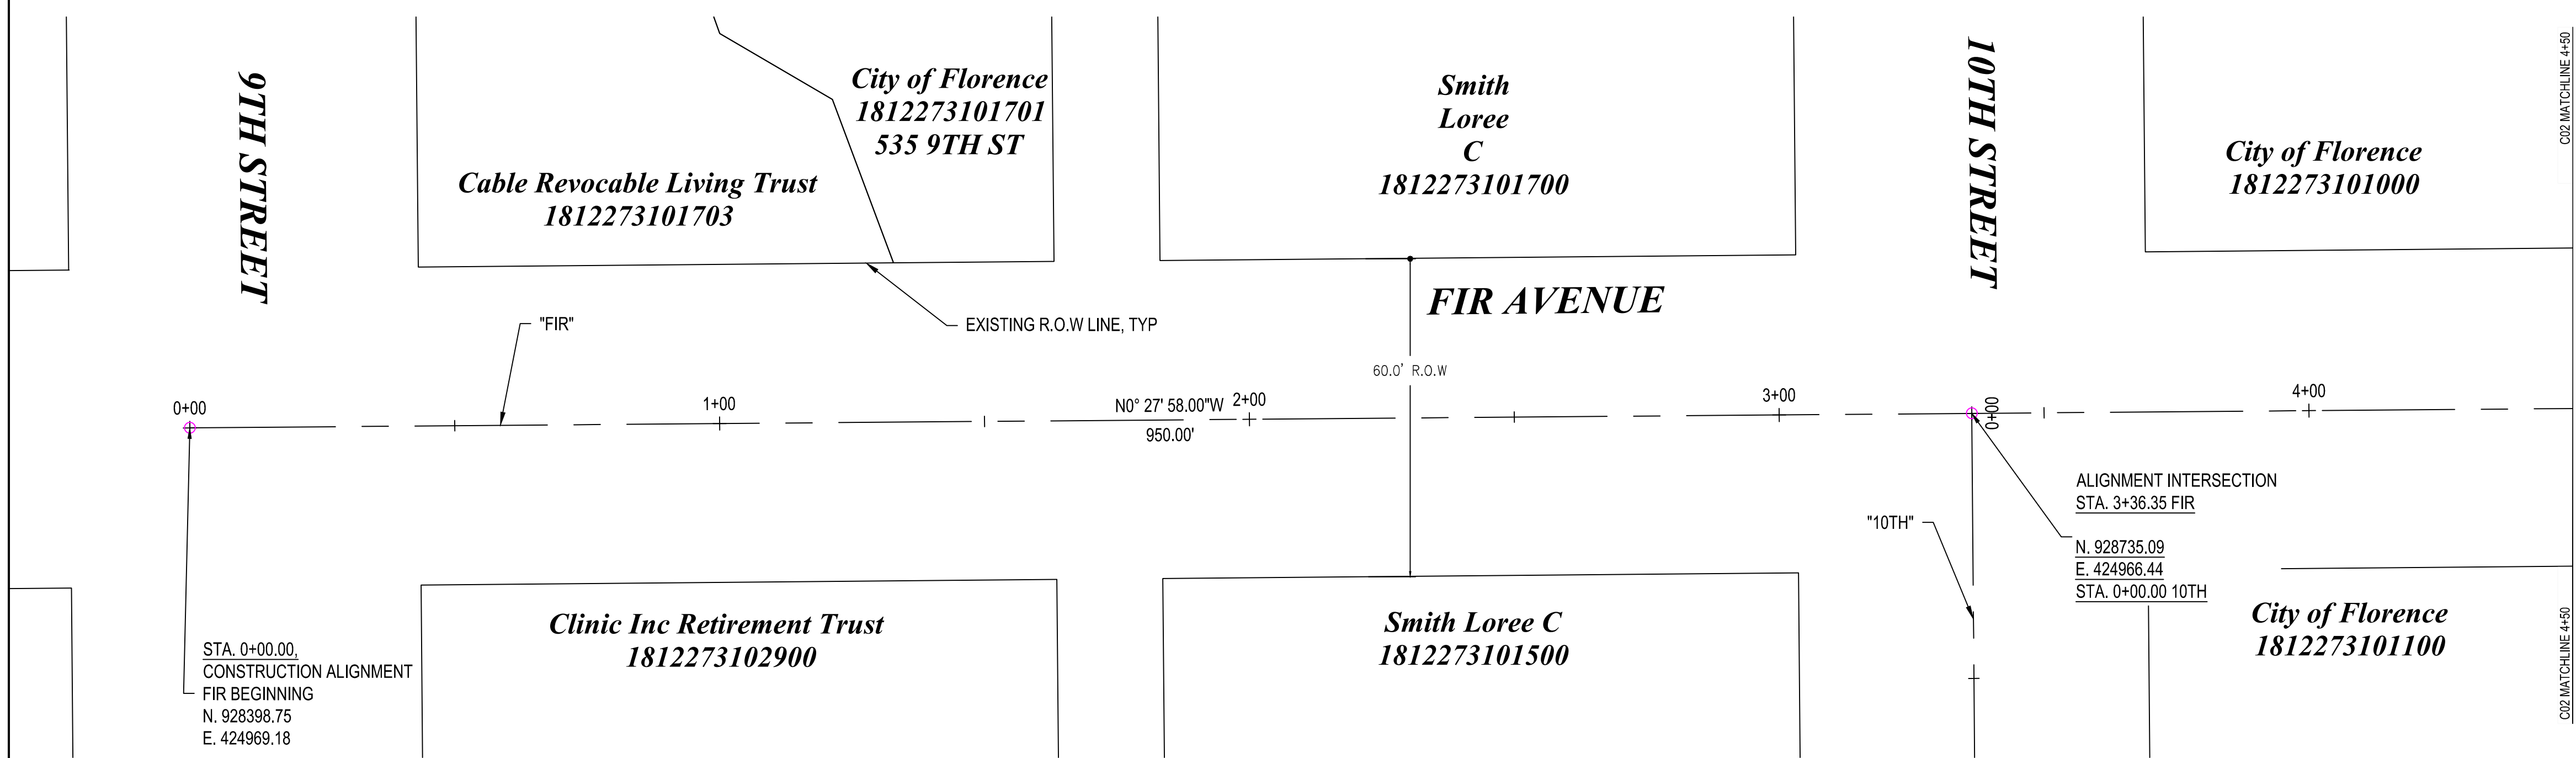 9TH STREET
City of Florence
1812273101701
535 9TH ST
Cable Revocable Living Trust
1812273101703
Smith
Loree
C
1812273101700
10TH STREET
City of Florence
1812273101000
C02 MATCHLINE 4+50
FIR AVENUE
"FIR"
EXISTING R.O.W LINE, TYP
60.0' R.O.W
0+00
1+00
N0° 27' 58.00"W
950.00'
2+00
3+00
0+00
4+00
ALIGNMENT INTERSECTION
STA. 3+36.35 FIR
N. 928735.09
E. 424966.44
STA. 0+00.00 10TH
"10TH"
STA. 0+00.00,
CONSTRUCTION ALIGNMENT
FIR BEGINNING
N. 928398.75
E. 424969.18
Clinic Inc Retirement Trust
1812273102900
Smith Loree C
1812273101500
City of Florence
1812273101100
C02 MATCHLINE 4+50